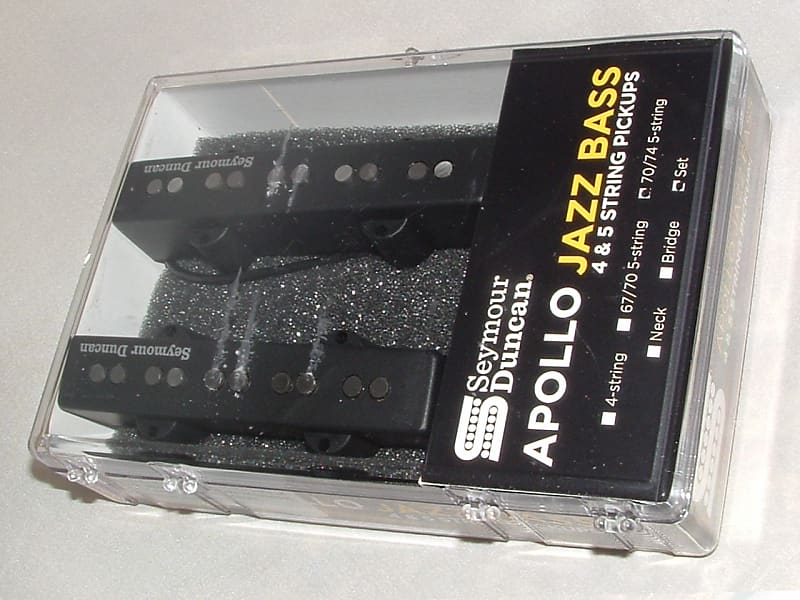 Seymour Duncan
Seymour Duncan
Seymour
Duncan.
APOLLO JAZZ BASS
4 & 5 STRING PICKUPS
4-string
67/70 5-string
70/74 5-string
Neck
Bridge
Set